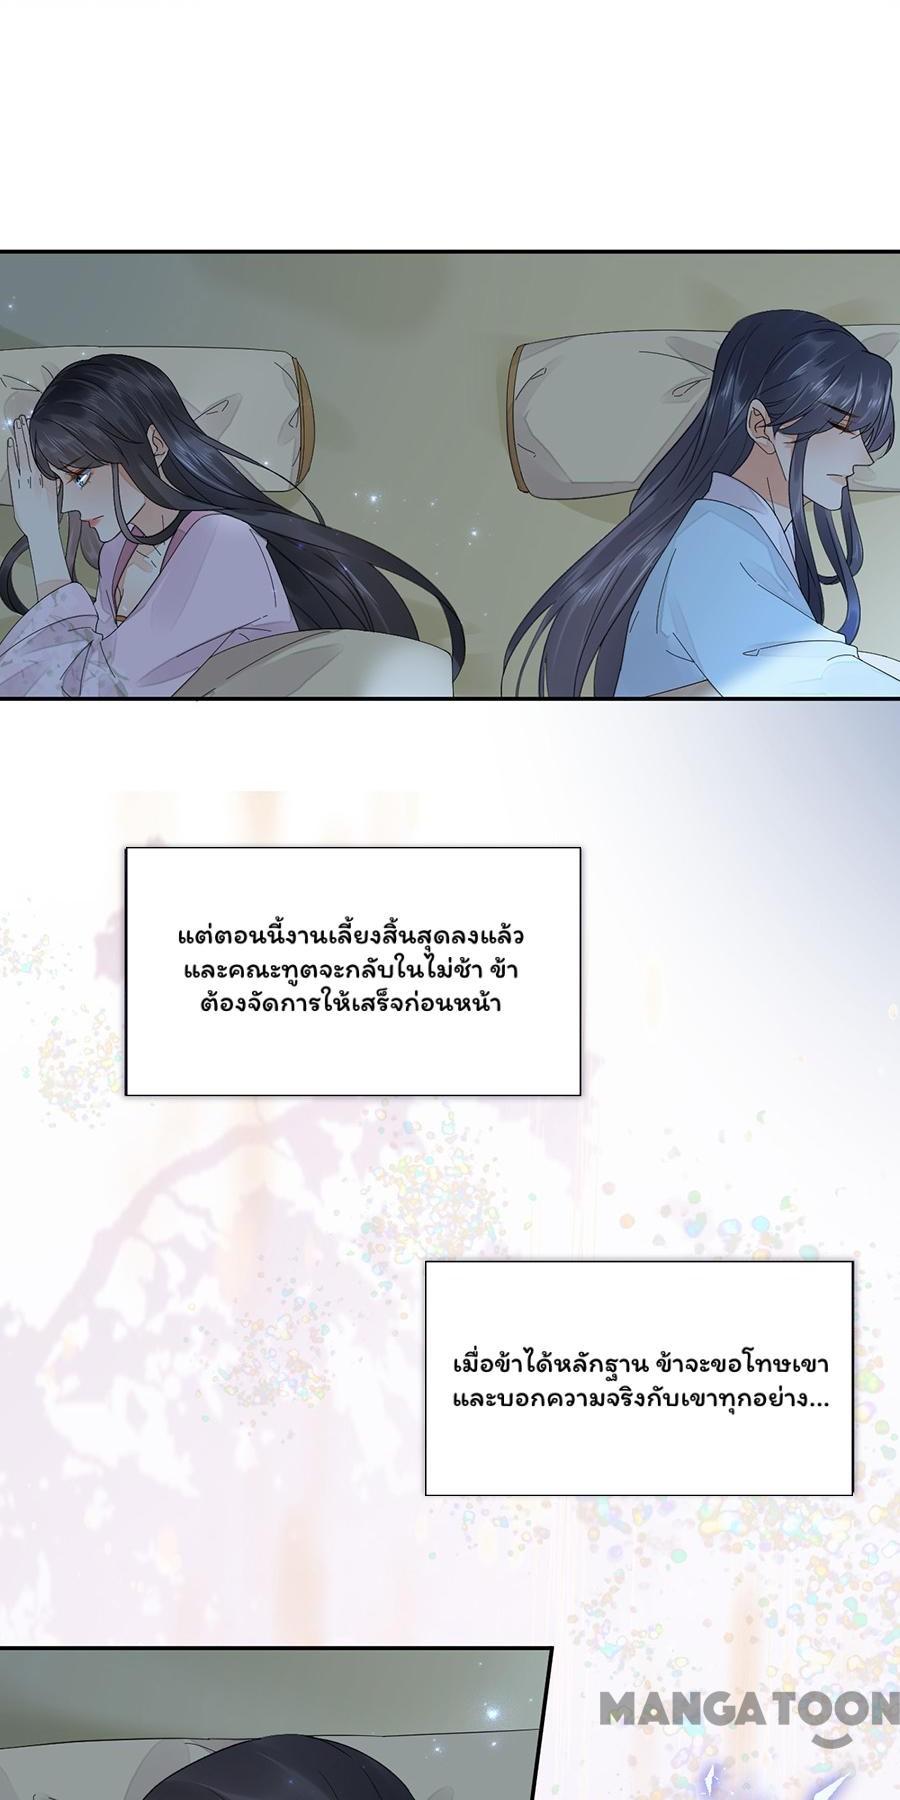 แต่ตอนนี้งานเลี้ยงสิ้นสุดลงแล้ว
และคณะทูตจะกลับในไม่ช้า ข้า
ต้องจัดการให้เสร็จก่อนหน้า
เมื่อข้าได้หลักฐาน ข้าจะขอโทษเขา
และบอกความจริงกับเขาทุกอย่าง...
MANGATOON